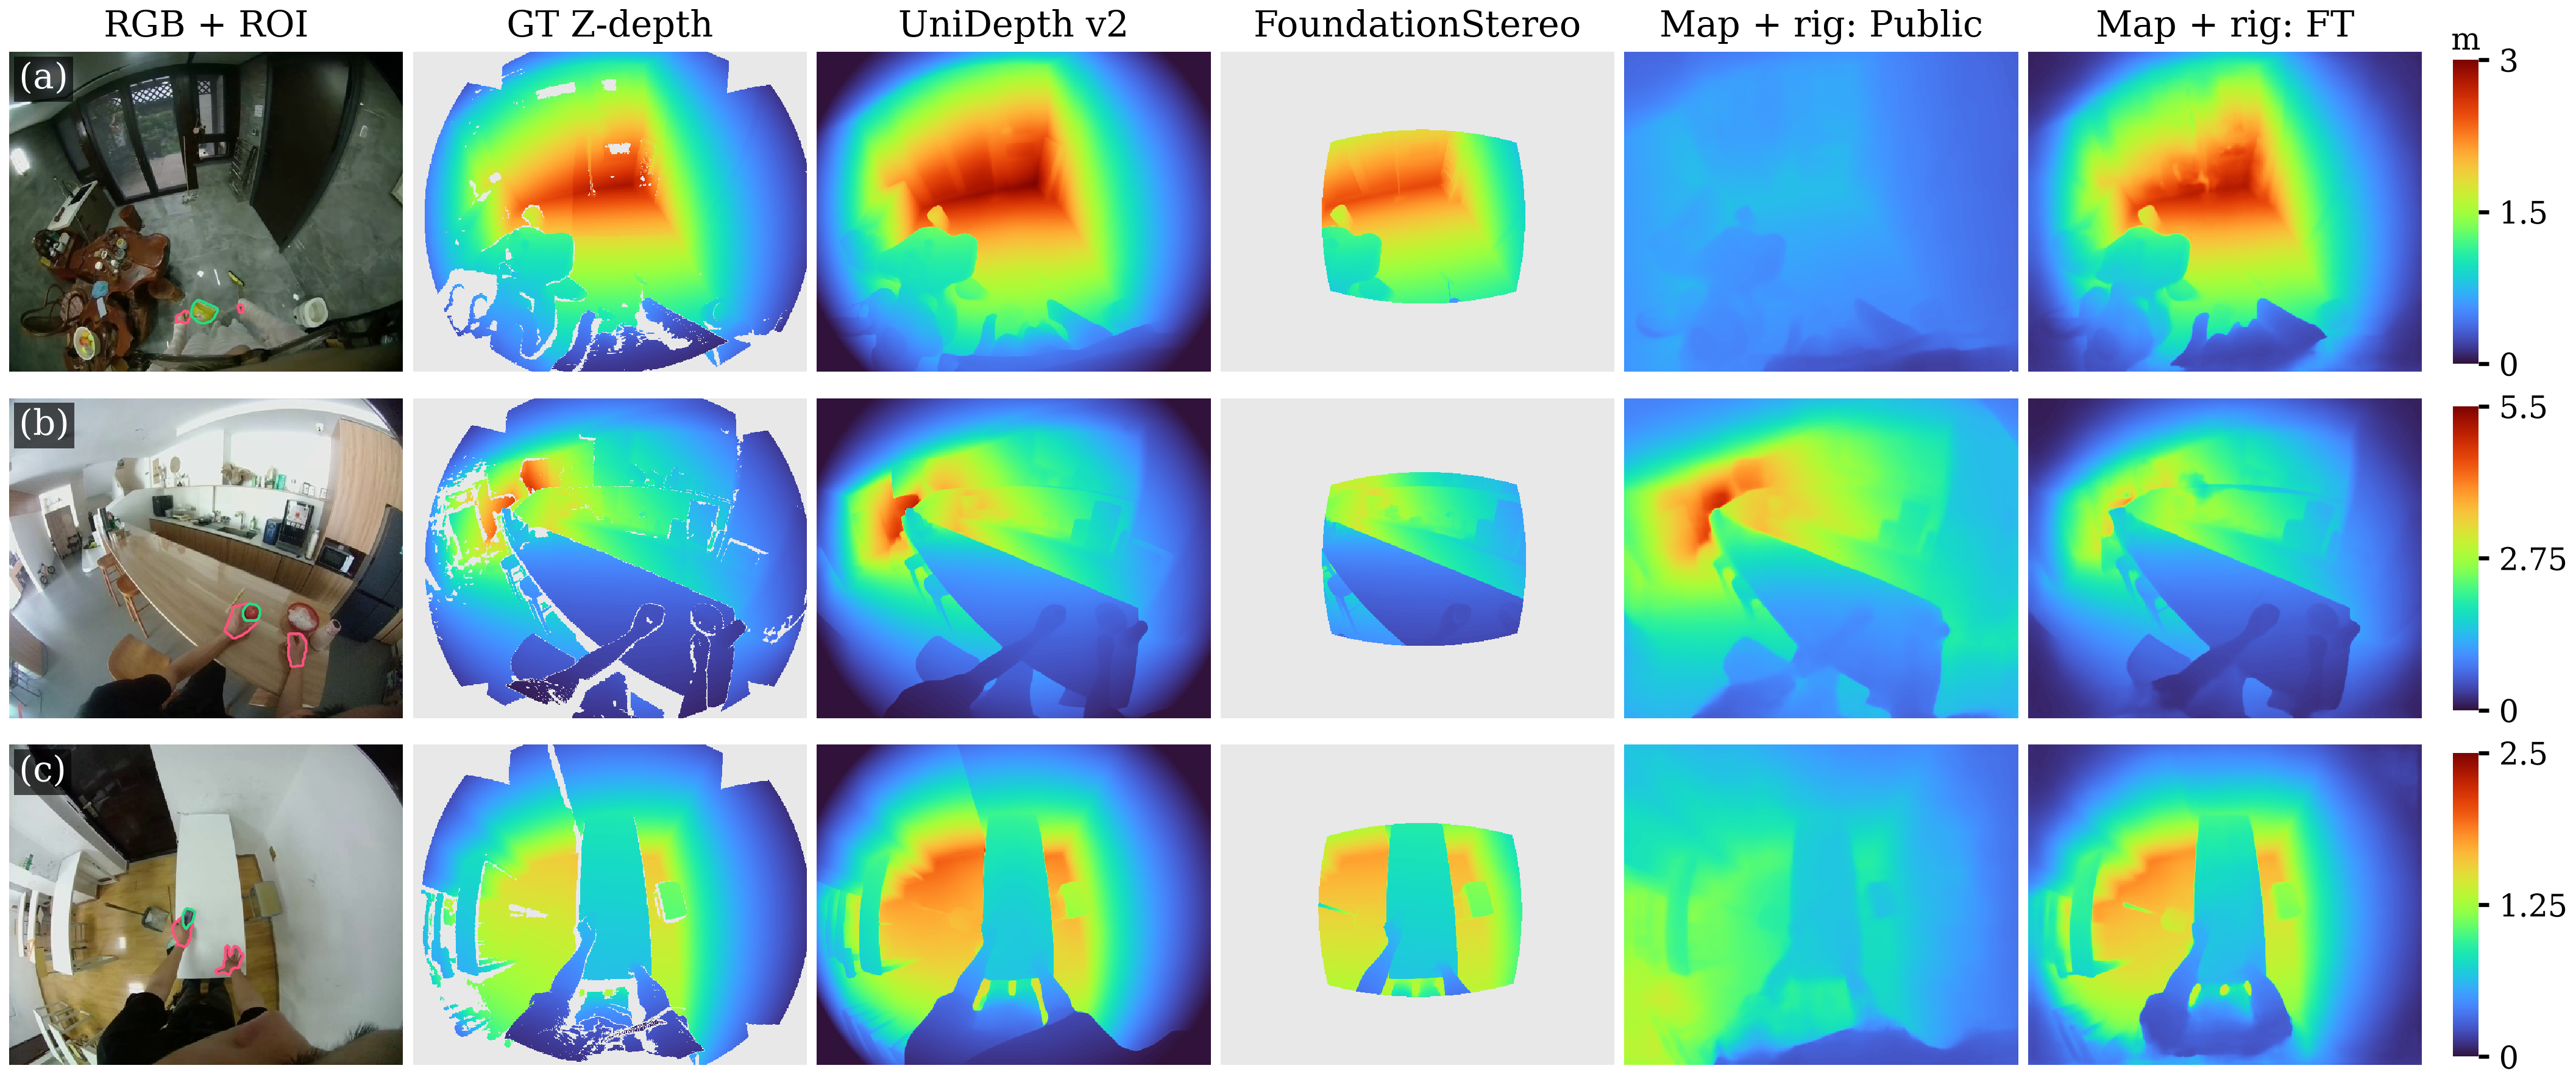 RGB + ROI GT Z-depth UniDepth v2 FoundationStereo Map + rig: Public Map + rig: FT
m
(a)
3
1.5
0
(b)
5.5
2.75
0
(c)
2.5
1.25
0